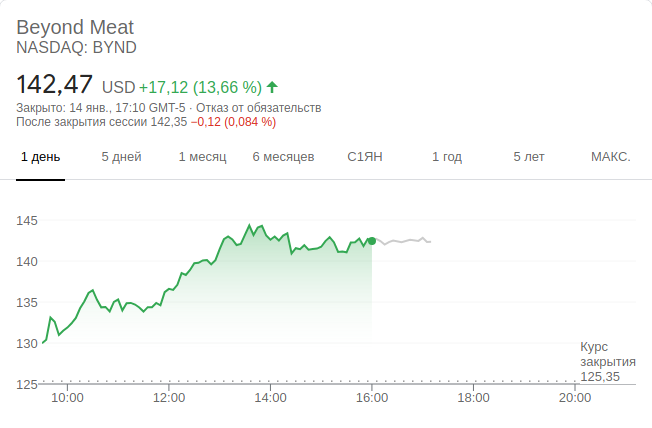 Beyond Meat
NASDAQ: BYND
142,47 USD +17,12 (13,66 %)
Закрыто: 14 янв., 17:10 GMT-5 · Отказ от обязательств
После закрытия сессии 142,35 −0,12 (0,084 %)
1 день 5 дней 1 месяц 6 месяцев С1ЯН 1 год 5 лет МАКС.
145
140
135
130
Курс
закрытия
125,35
125
10:00 12:00 14:00 16:00 18:00 20:00